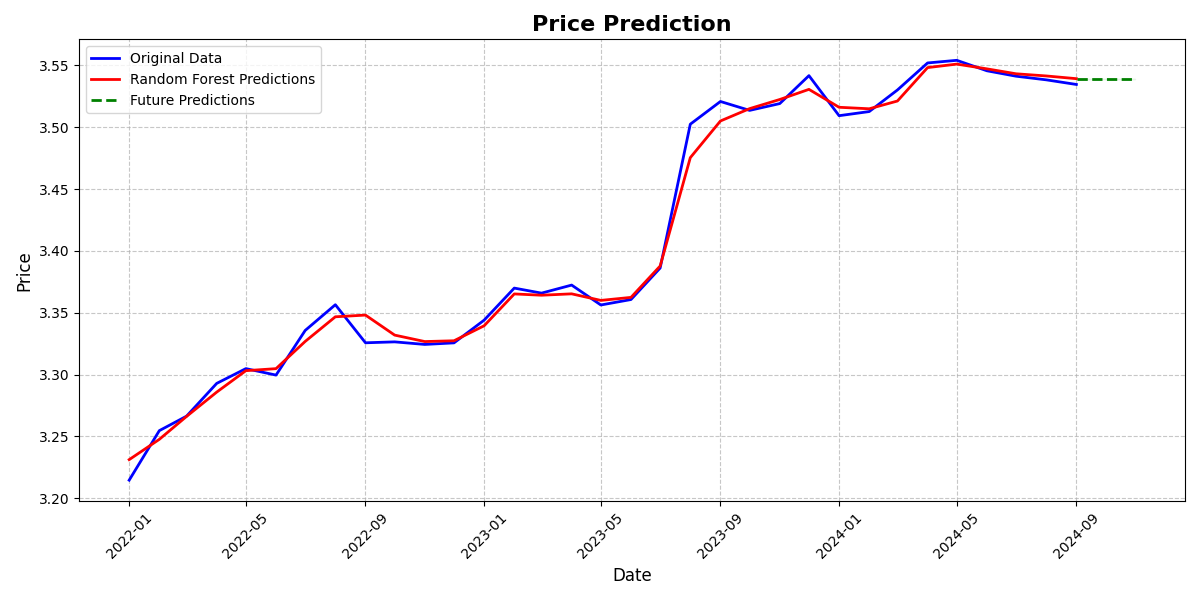 Price Prediction
Original Data
Random Forest Predictions
Future Predictions
Price
3.55
3.50
3.45
3.40
3.35
3.30
3.25
3.20
2022-01
2022-05
2022-09
2023-01
2023-05
2023-09
2024-01
2024-05
2024-09
Date